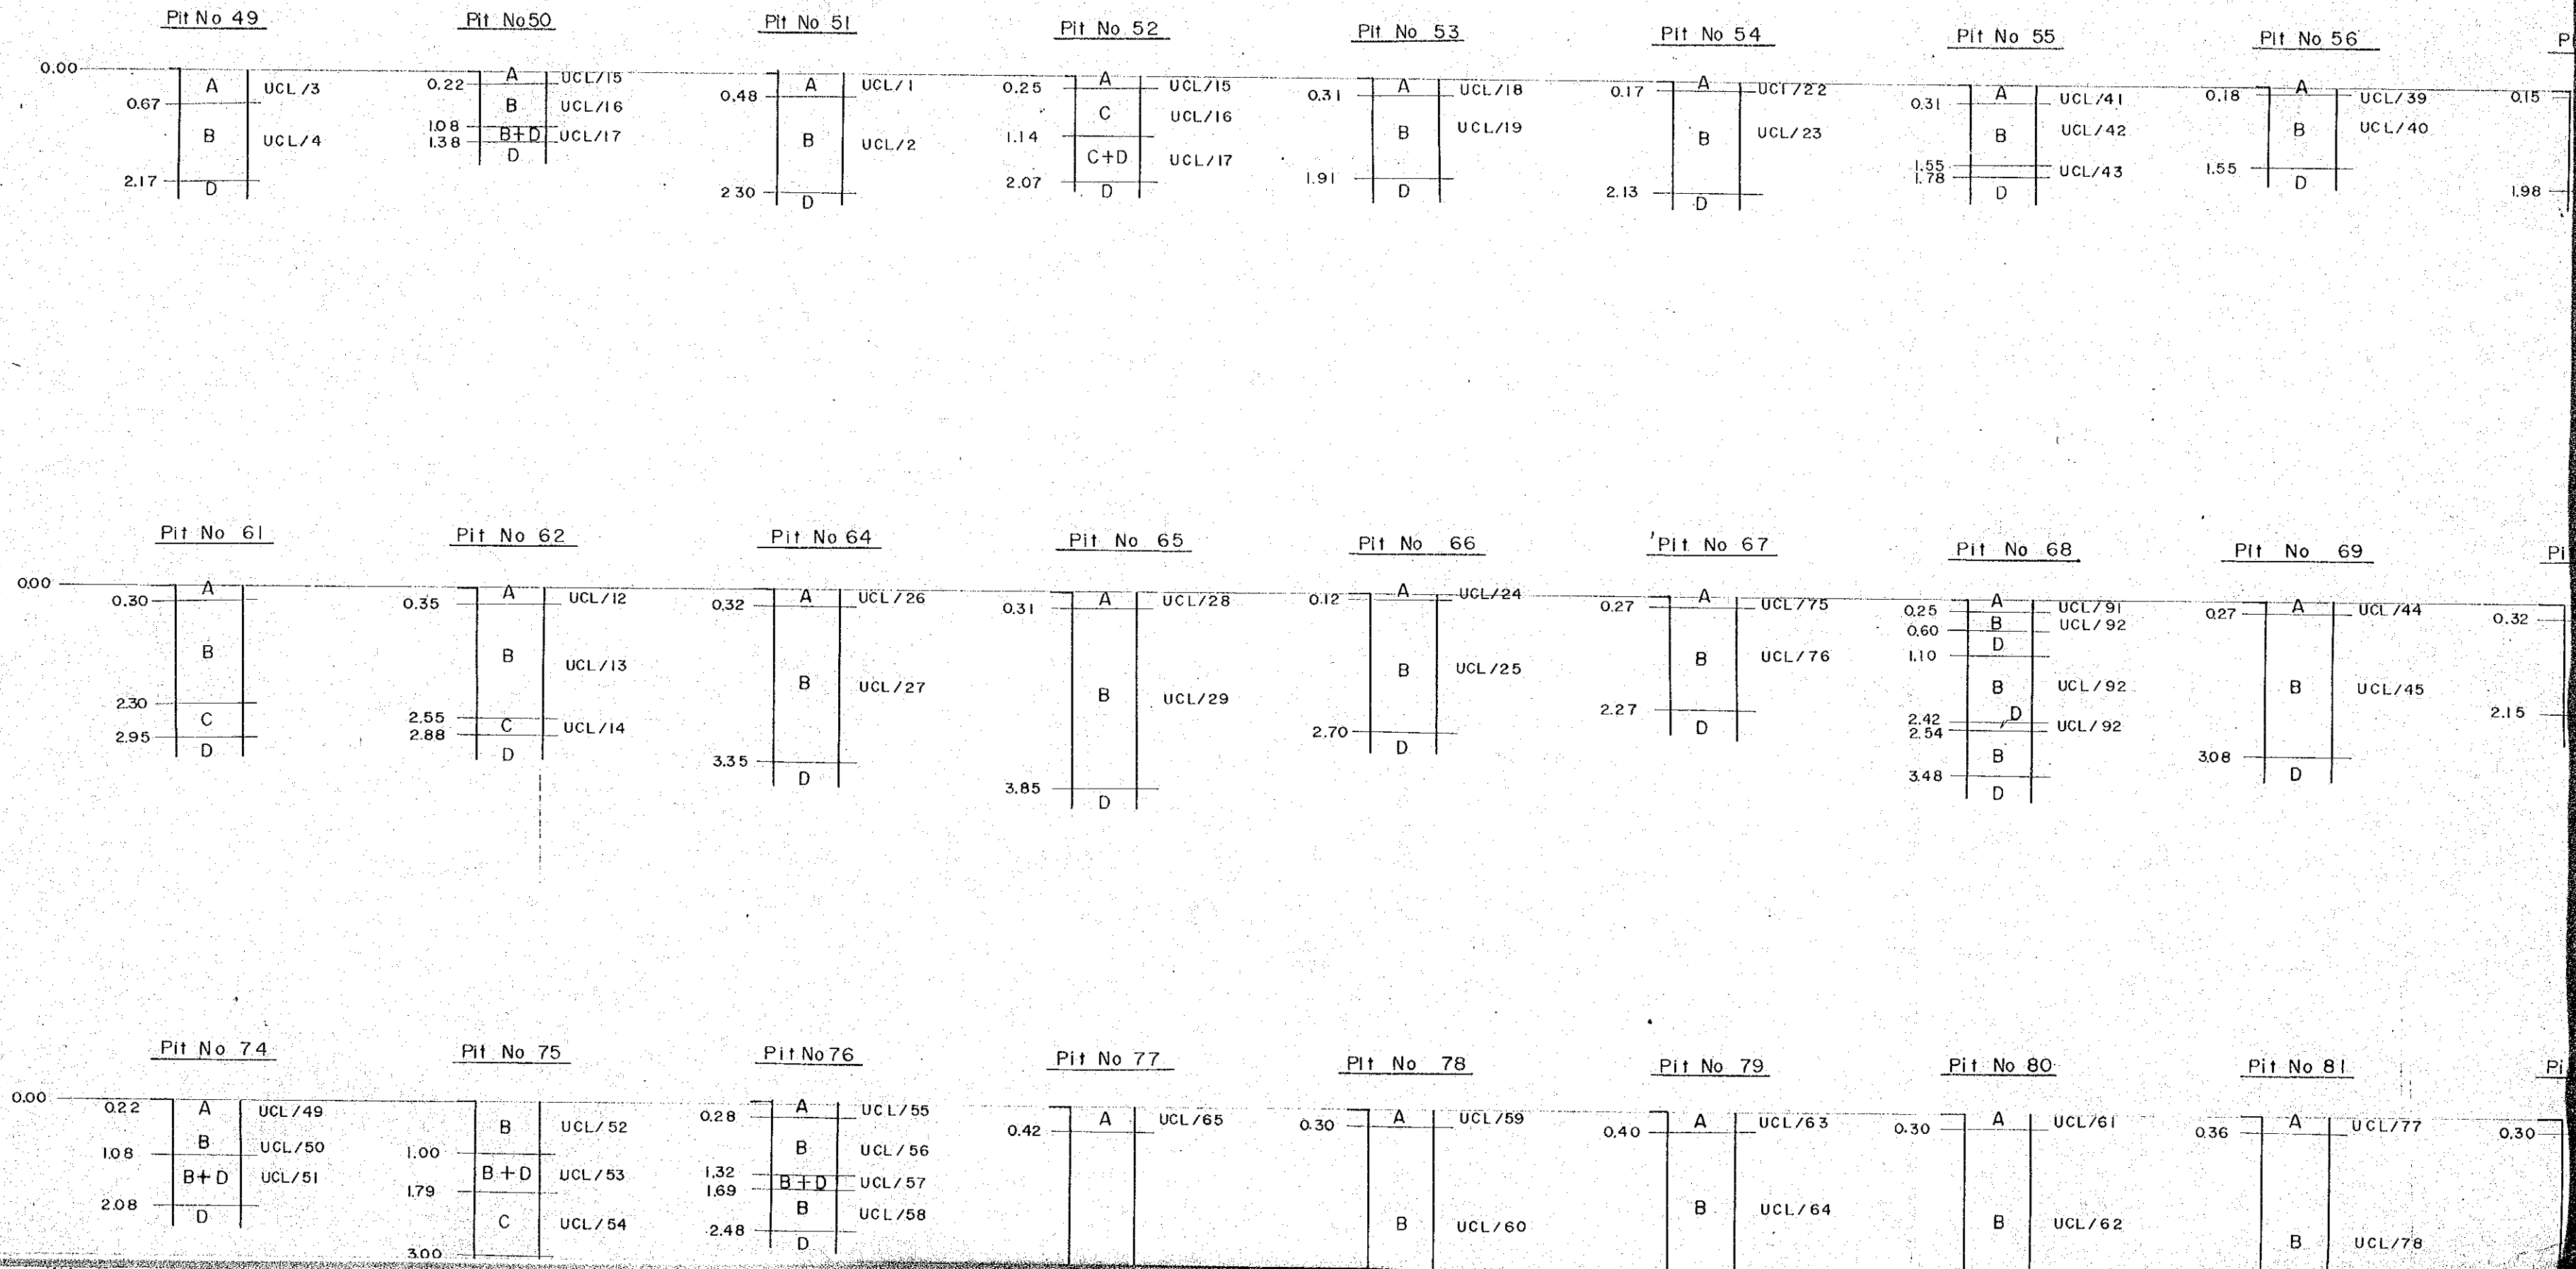 Pit No 49
0.00
0.67
2.17
A UCL/3
B UCL/4
D
Pit No 50
0.22 A UCL/15
B UCL/16
1.08
1.38 B+D UCL/17
D
Pit No 51
0.48 A UCL/1
B UCL/2
2.30
D
Pit No 52
0.25 A UCL/15
C UCL/16
1.14
C+D UCL/17
2.07
D
Pit No 53
0.31 A UCL/18
B UCL/19
1.91
D
Pit No 54
0.17 A UCL/22
B UCL/23
2.13
D
Pit No 55
0.31 A UCL/41
B UCL/42
1.55
1.78 UCL/43
D
Pit No 56
0.18 A UCL/39
B UCL/40
1.55
D
P
0.15
1.98
Pit No 61
0.00
A
0.30
B
2.30
C
2.95
D
Pit No 62
0.35 A UCL/12
B UCL/13
2.55
C UCL/14
2.88
D
Pit No 64
0.32 A UCL/26
B UCL/27
3.35
D
Pit No 65
0.31 A UCL/28
B UCL/29
3.85
D
Pit No 66
0.12 A UCL/24
B UCL/25
2.70
D
Pit No 67
0.27 A UCL/75
B UCL/76
2.27
D
Pit No 68
0.25 A UCL/91
0.60 B UCL/92
D
1.10
B UCL/92
2.42 D
2.54 UCL/92
B
3.48
D
Pit No 69
0.27 A UCL/44
B UCL/45
3.08
D
Pi
0.32
2.15
Pit No 74
0.00
0.22 A UCL/49
B UCL/50
1.08
B+D UCL/51
2.08
D
Pit No 75
B UCL/52
1.00
B+D UCL/53
1.79
C UCL/54
3.00
Pit No 76
0.28 A UCL/55
B UCL/56
1.32
1.69 B+D UCL/57
B UCL/58
2.48
D
Pit No 77
0.42 A UCL/65
Pit No 78
0.30 A UCL/59
B UCL/60
Pit No 79
0.40 A UCL/63
B UCL/64
Pit No 80
0.30 A UCL/61
B UCL/62
Pit No 81
0.36 A UCL/77
B UCL/78
Pi
0.30